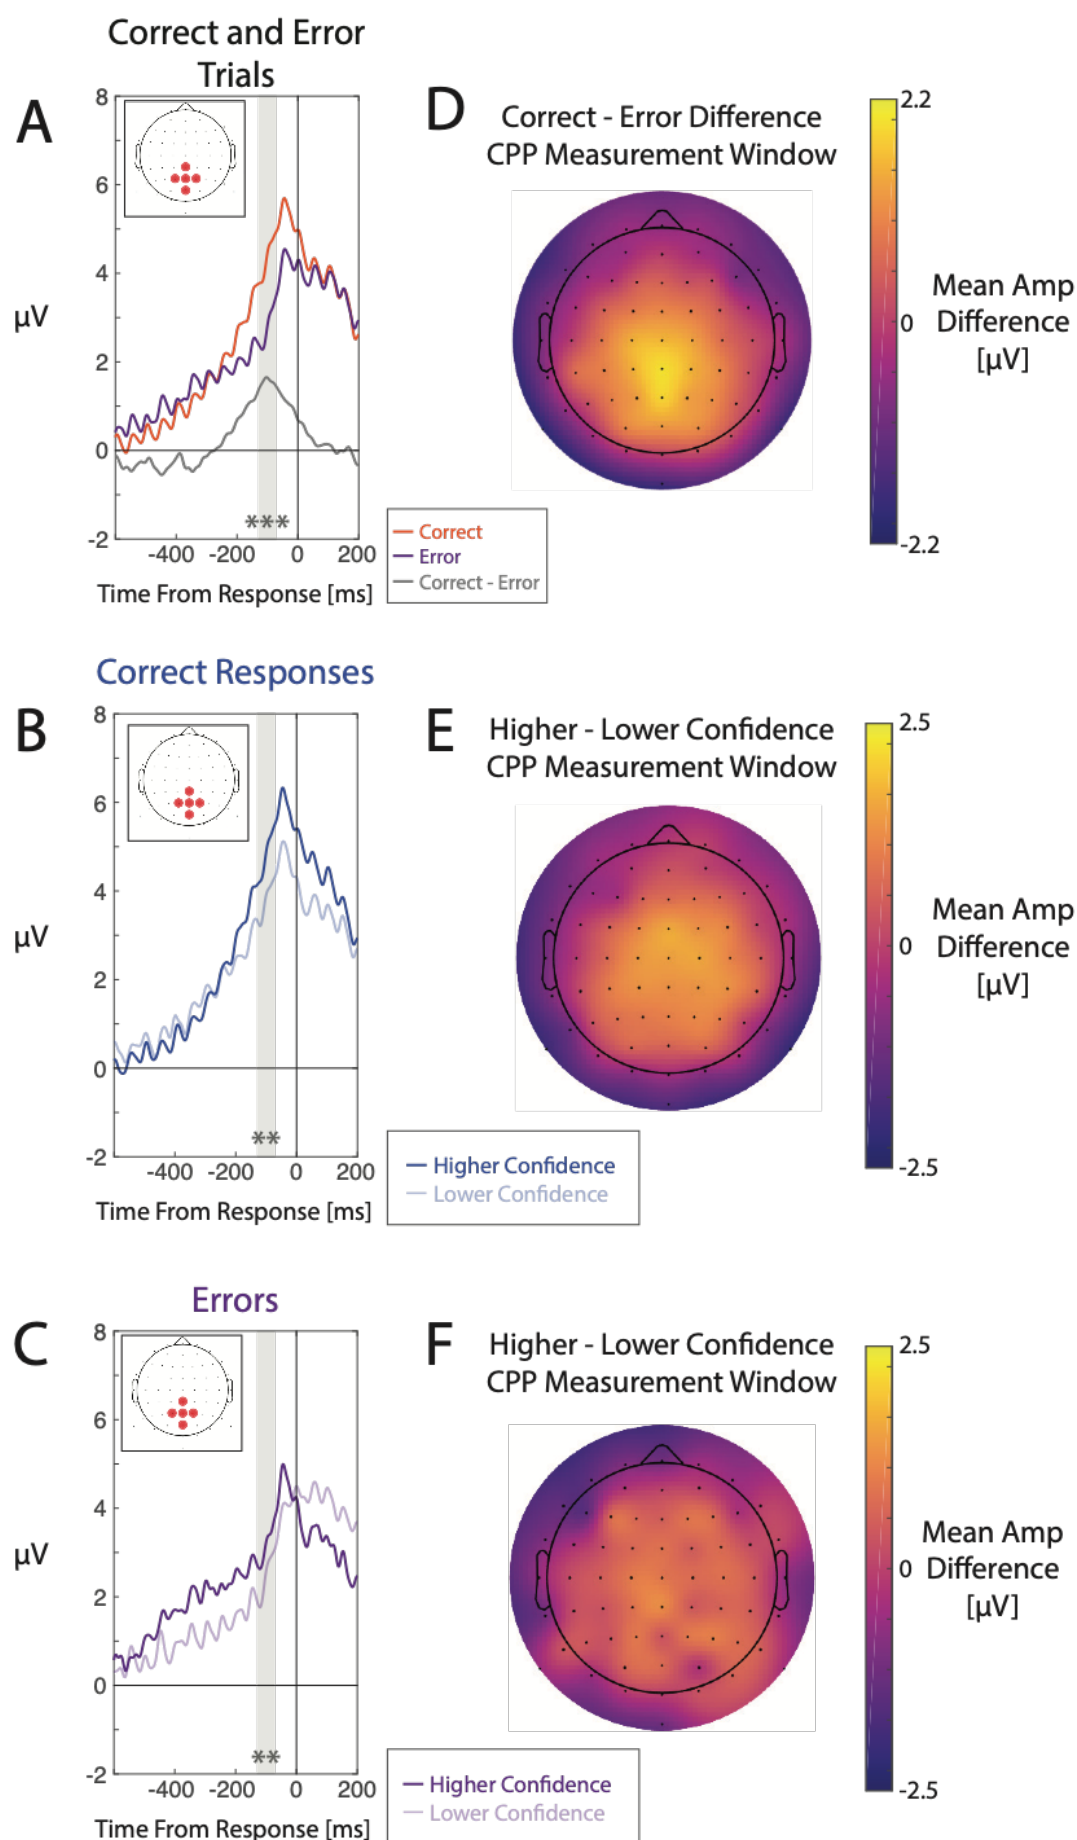 Correct and Error
Trials
A
8
6
4
2
0
-2
μV
-400 -200 0 200
Time From Response [ms]
***
Correct
Error
Correct - Error
D
Correct - Error Difference
CPP Measurement Window
2.2
0
-2.2
Mean Amp
Difference
[μV]
Correct Responses
B
8
6
4
2
0
-2
μV
-400 -200 0 200
Time From Response [ms]
**
Higher Confidence
Lower Confidence
E
Higher - Lower Confidence
CPP Measurement Window
2.5
0
-2.5
Mean Amp
Difference
[μV]
Errors
C
8
6
4
2
0
-2
μV
-400 -200 0 200
Time From Response [ms]
**
Higher Confidence
Lower Confidence
F
Higher - Lower Confidence
CPP Measurement Window
2.5
0
-2.5
Mean Amp
Difference
[μV]